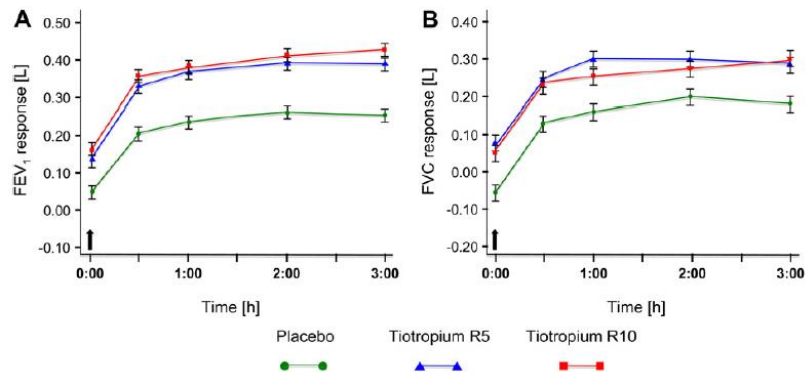 A
FEV1 response [L]
0.50
0.40
0.30
0.20
0.10
0.00
-0.10
0:00 1:00 2:00 3:00
Time [h]
B
FVC response [L]
0.40
0.30
0.20
0.10
0.00
-0.10
-0.20
0:00 1:00 2:00 3:00
Time [h]
Placebo Tiotropium R5 Tiotropium R10